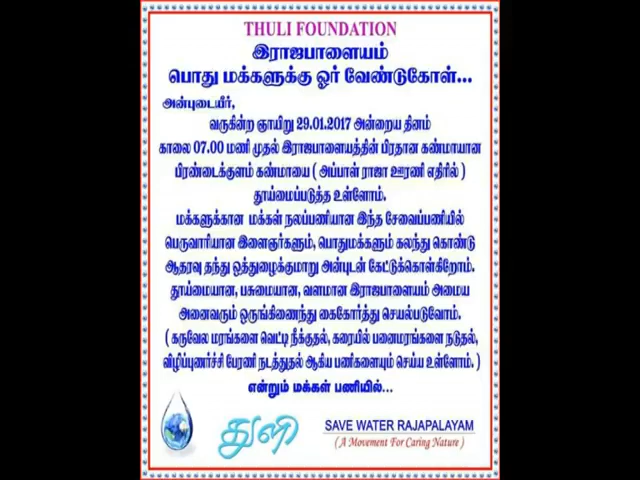 THULI FOUNDATION
இராஜபாளையம்
பொது மக்களுக்கு ஓர் வேண்டுகோள்...
அன்புடையீர்,
வருகின்ற ஞாயிறு 29.01.2017 அன்றைய தினம்
காலை 07.00 மணி முதல் இராஜபாளையத்தின் பிரதான கண்மாயான
பிரண்டைக்குளம் கண்மாயை ( அப்பாள் ராஜா ஊரணி எதிரில் )
தூய்மைப்படுத்த உள்ளோம்.
மக்களுக்கான மக்கள் நலப்பணியான இந்த சேவைப்பணியில்
பெருவாரியான இளைஞர்களும், பொதுமக்களும் கலந்து கொண்டு
ஆதரவு தந்து ஒத்துழைக்குமாறு அன்புடன் கேட்டுக்கொள்கிறோம்.
தூய்மையான, பசுமையான, வளமான இராஜபாளையம் அமைய
அனைவரும் ஒருங்கிணைந்து கைகோர்த்து செயல்படுவோம்.
( கருவேல மரங்களை வெட்டி நீக்குதல், கரையில் பனைமரங்களை நடுதல்,
விழிப்புணர்ச்சி பேரணி நடத்துதல் ஆகிய பணிகளையும் செய்ய உள்ளோம். )
என்றும் மக்கள் பணியில்...
துளி
SAVE WATER RAJAPALAYAM
( A Movement For Caring Nature )